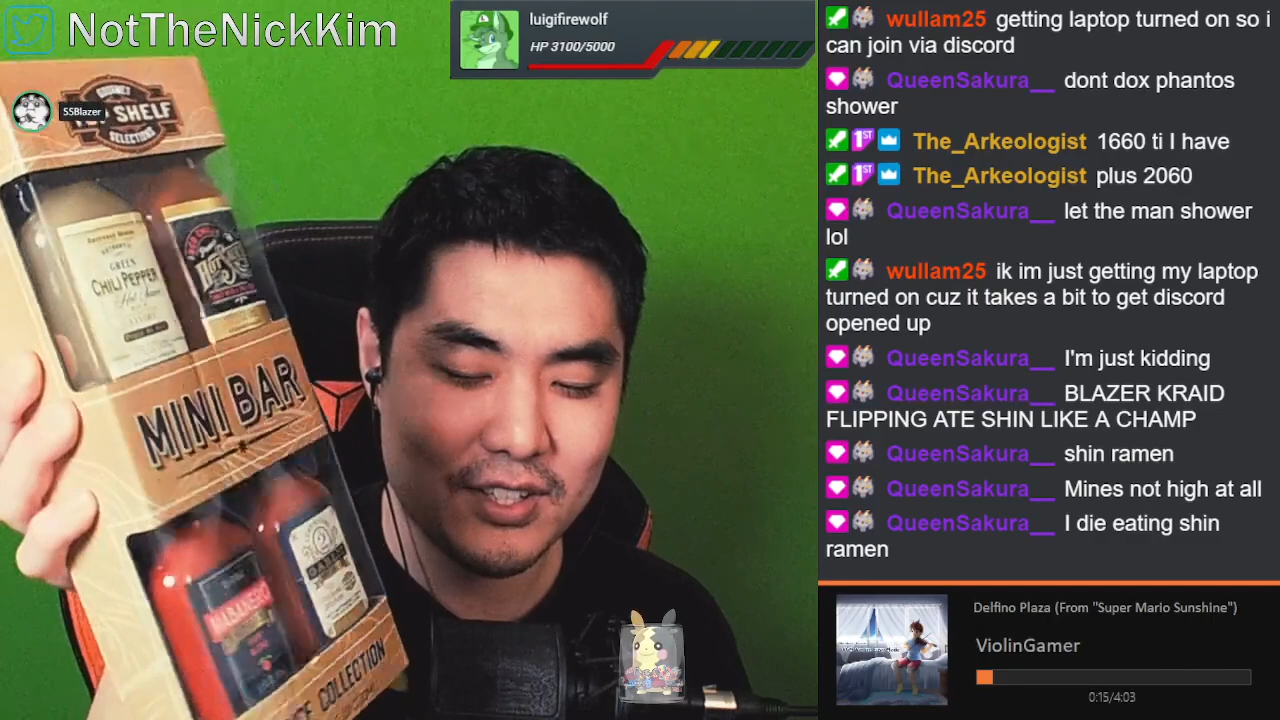 NotTheNickKim
luigifirewolf
HP 3100/5000
GOURMET
TOP SHELF
SELECTIONS
SSBlazer
GREEN
CHILI PEPPER
Hot Sauce
MINI BAR
HABANERO
COLLECTION
wullam25 getting laptop turned on so i
can join via discord
QueenSakura__ dont dox phantos
shower
The_Arkeologist 1660 ti I have
The_Arkeologist plus 2060
QueenSakura__ let the man shower
lol
wullam25 ik im just getting my laptop
turned on cuz it takes a bit to get discord
opened up
QueenSakura__ I'm just kidding
QueenSakura__ BLAZER KRAID
FLIPPING ATE SHIN LIKE A CHAMP
QueenSakura__ shin ramen
QueenSakura__ Mines not high at all
QueenSakura__ I die eating shin
ramen
Delfino Plaza (From "Super Mario Sunshine")
ViolinGamer
0:15/4:03